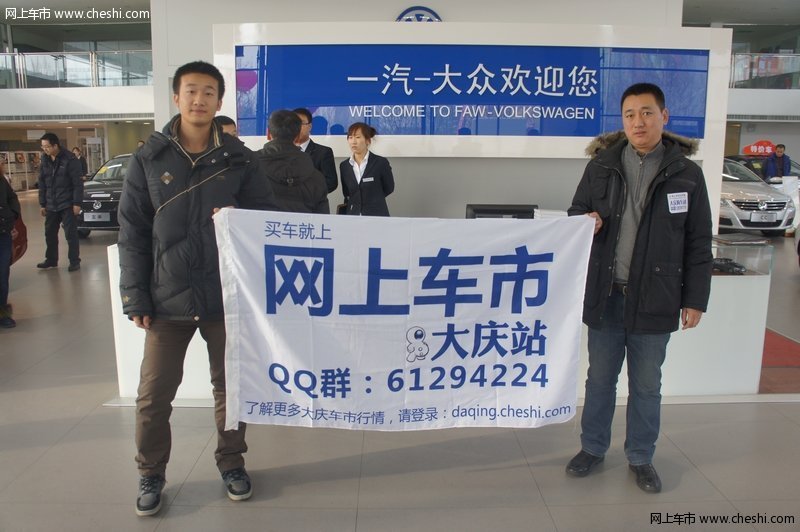 网上车市 www.cheshi.com
一汽-大众欢迎您
WELCOME TO FAW-VOLKSWAGEN
特价车
CC
买车就上
网上车市
大庆站
QQ群：61294224
了解更多大庆车市行情，请登录：daqing.cheshi.com
网上车市 www.cheshi.com